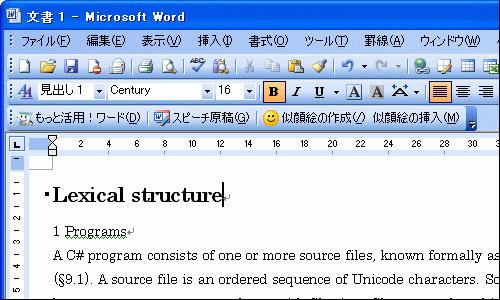 文書 1 - Microsoft Word
ファイル(F) 編集(E) 表示(V) 挿入(I) 書式(O) ツール(T) 罫線(A) ウィンドウ(W)
見出し 1 Century 16 B I U A A A
もっと活用！ワード(D) スピーチ原稿(G) 似顔絵の作成(/) 似顔絵の挿入(M)
L 2 4 6 8 10 12 14 16 18 20 22 24 26 28 30 32
Lexical structure
1 Programs
A C# program consists of one or more source files, known formally as
(§9.1). A source file is an ordered sequence of Unicode characters. So